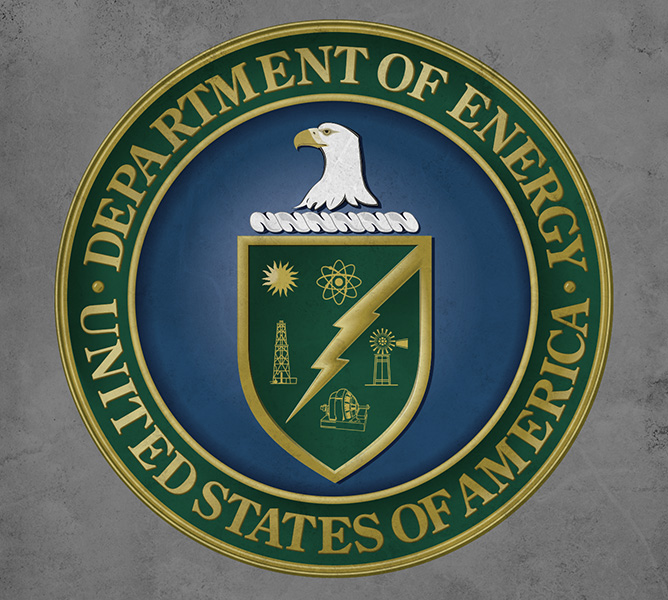 DEPARTMENT OF ENERGY
UNITED STATES OF AMERICA